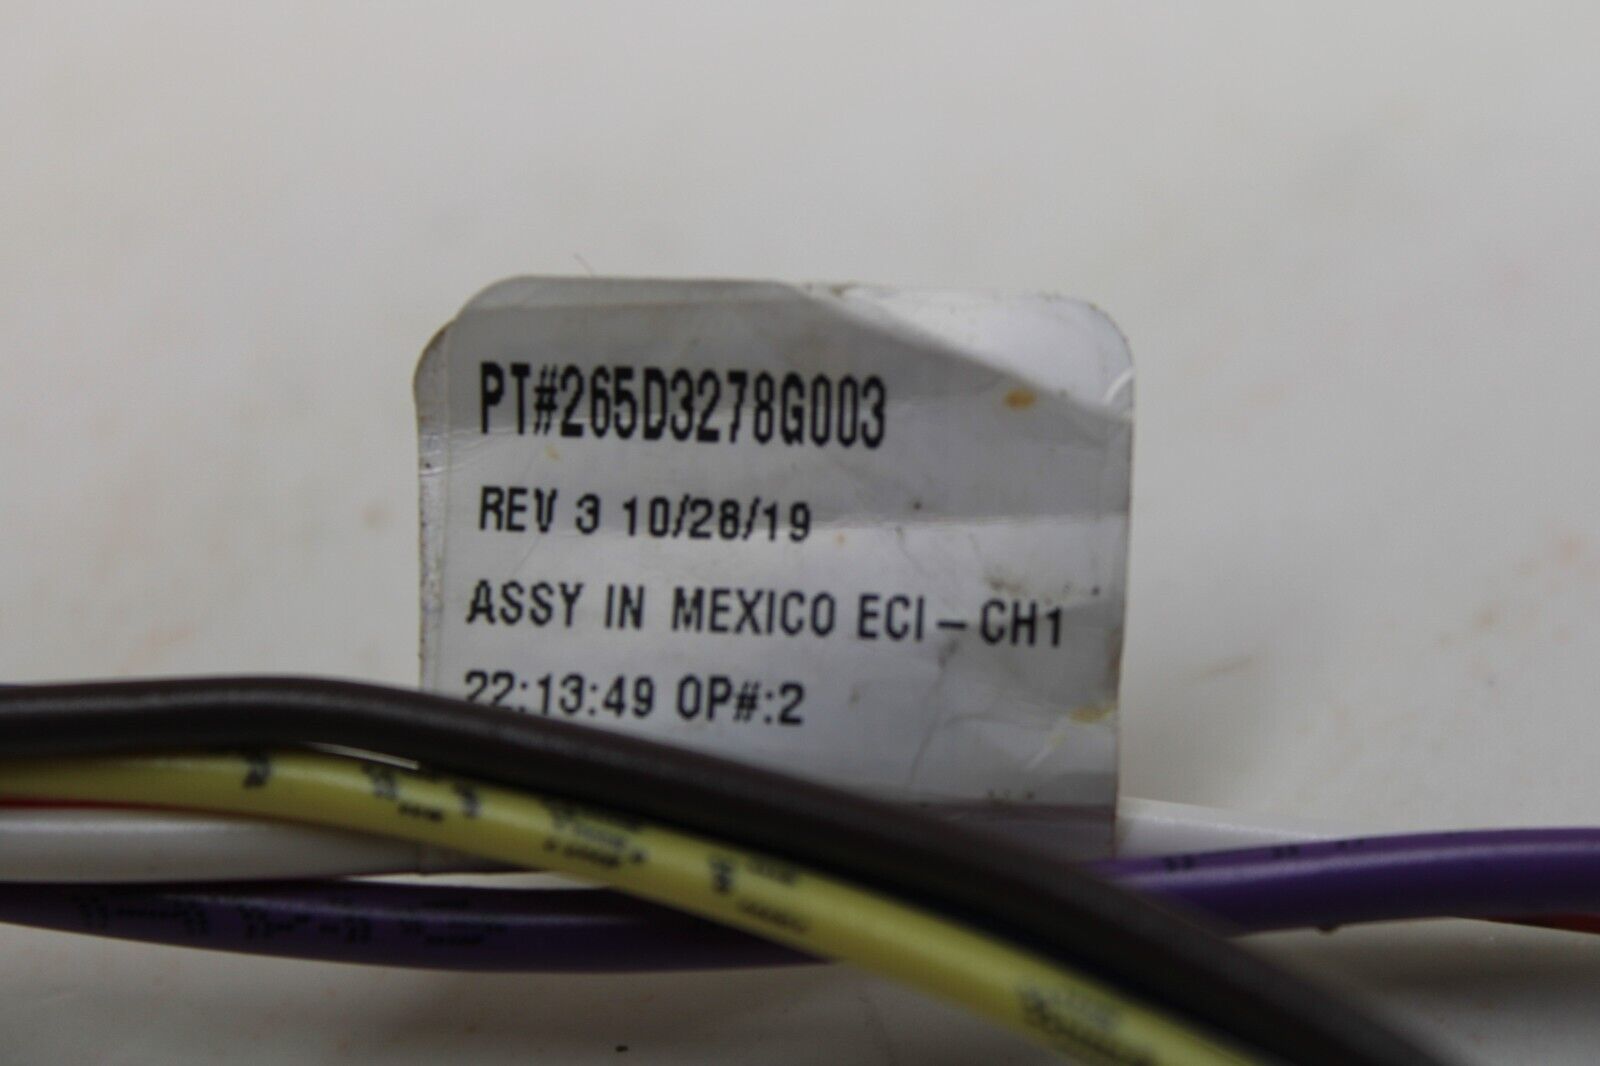 PT#265D3278G003
REV 3 10/28/19
ASSY IN MEXICO ECI-CH1
22:13:49 OP#:2